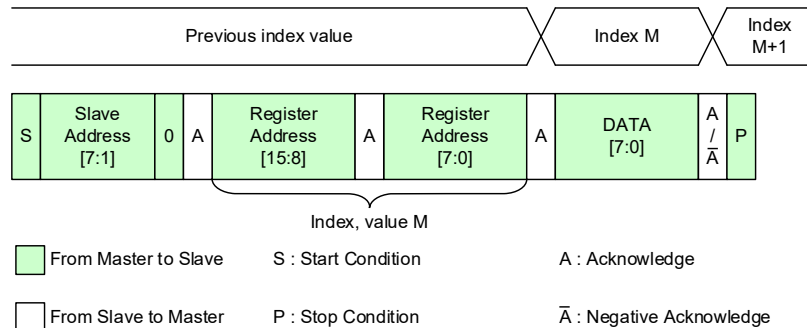 Previous index value
Index M
Index
M+1
S
Slave
Address
[7:1]
0
A
Register
Address
[15:8]
A
Register
Address
[7:0]
A
DATA
[7:0]
A
/
A̅
P
Index, value M
From Master to Slave
S : Start Condition
A : Acknowledge
From Slave to Master
P : Stop Condition
A̅ : Negative Acknowledge